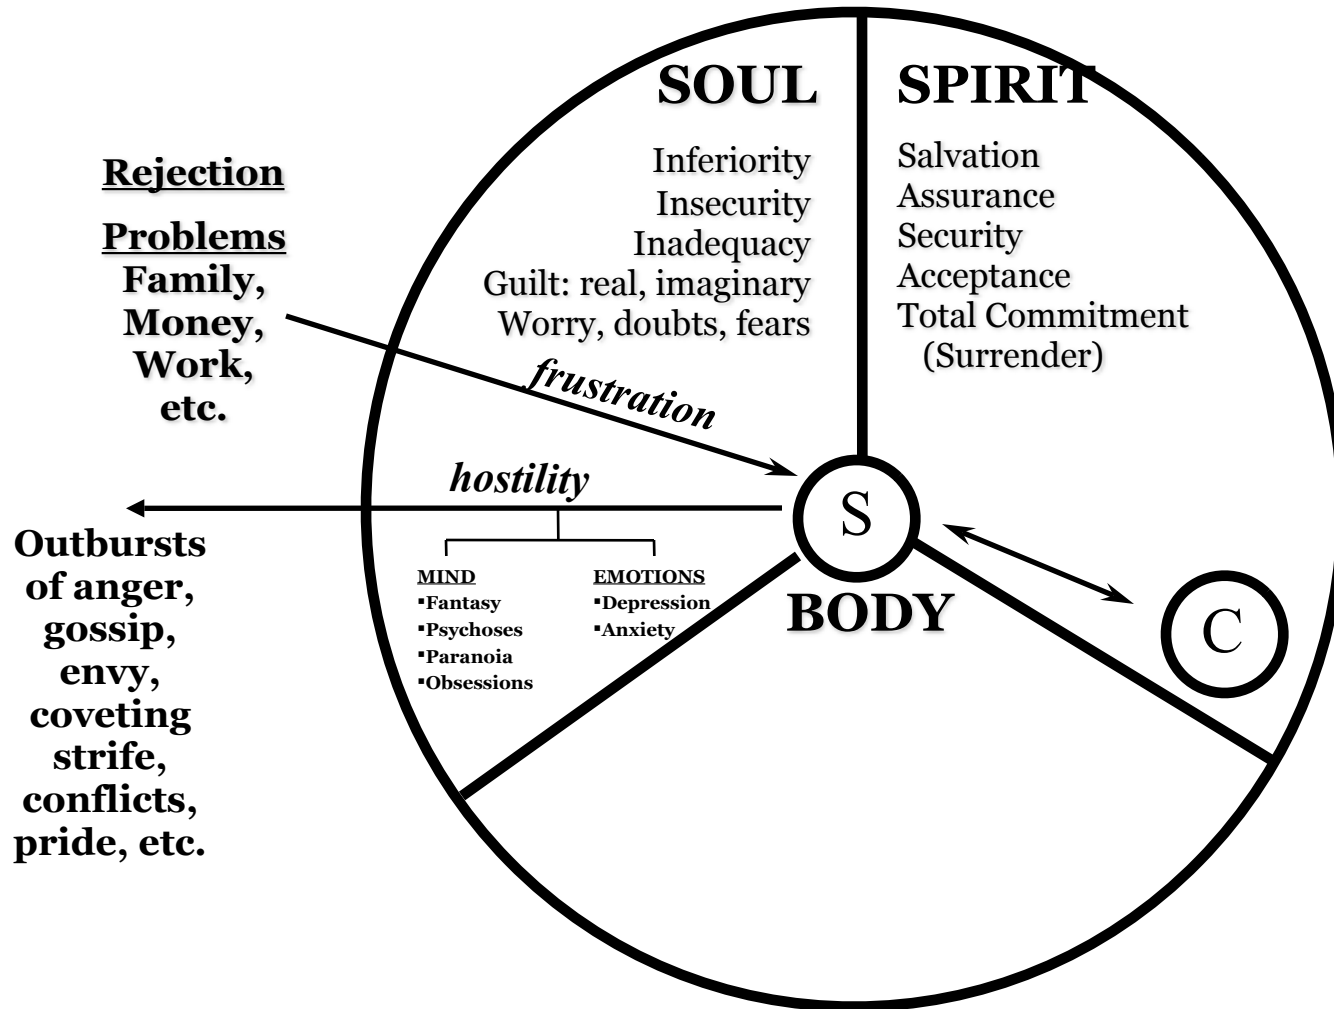 SOUL
Inferiority
Insecurity
Inadequacy
Guilt: real, imaginary
Worry, doubts, fears
SPIRIT
Salvation
Assurance
Security
Acceptance
Total Commitment
(Surrender)
Rejection
Problems
Family,
Money,
Work,
etc.
frustration
hostility
Outbursts
of anger,
gossip,
envy,
coveting
strife,
conflicts,
pride, etc.
MIND
▪Fantasy
▪Psychoses
▪Paranoia
▪Obsessions
EMOTIONS
▪Depression
▪Anxiety
S
BODY
C